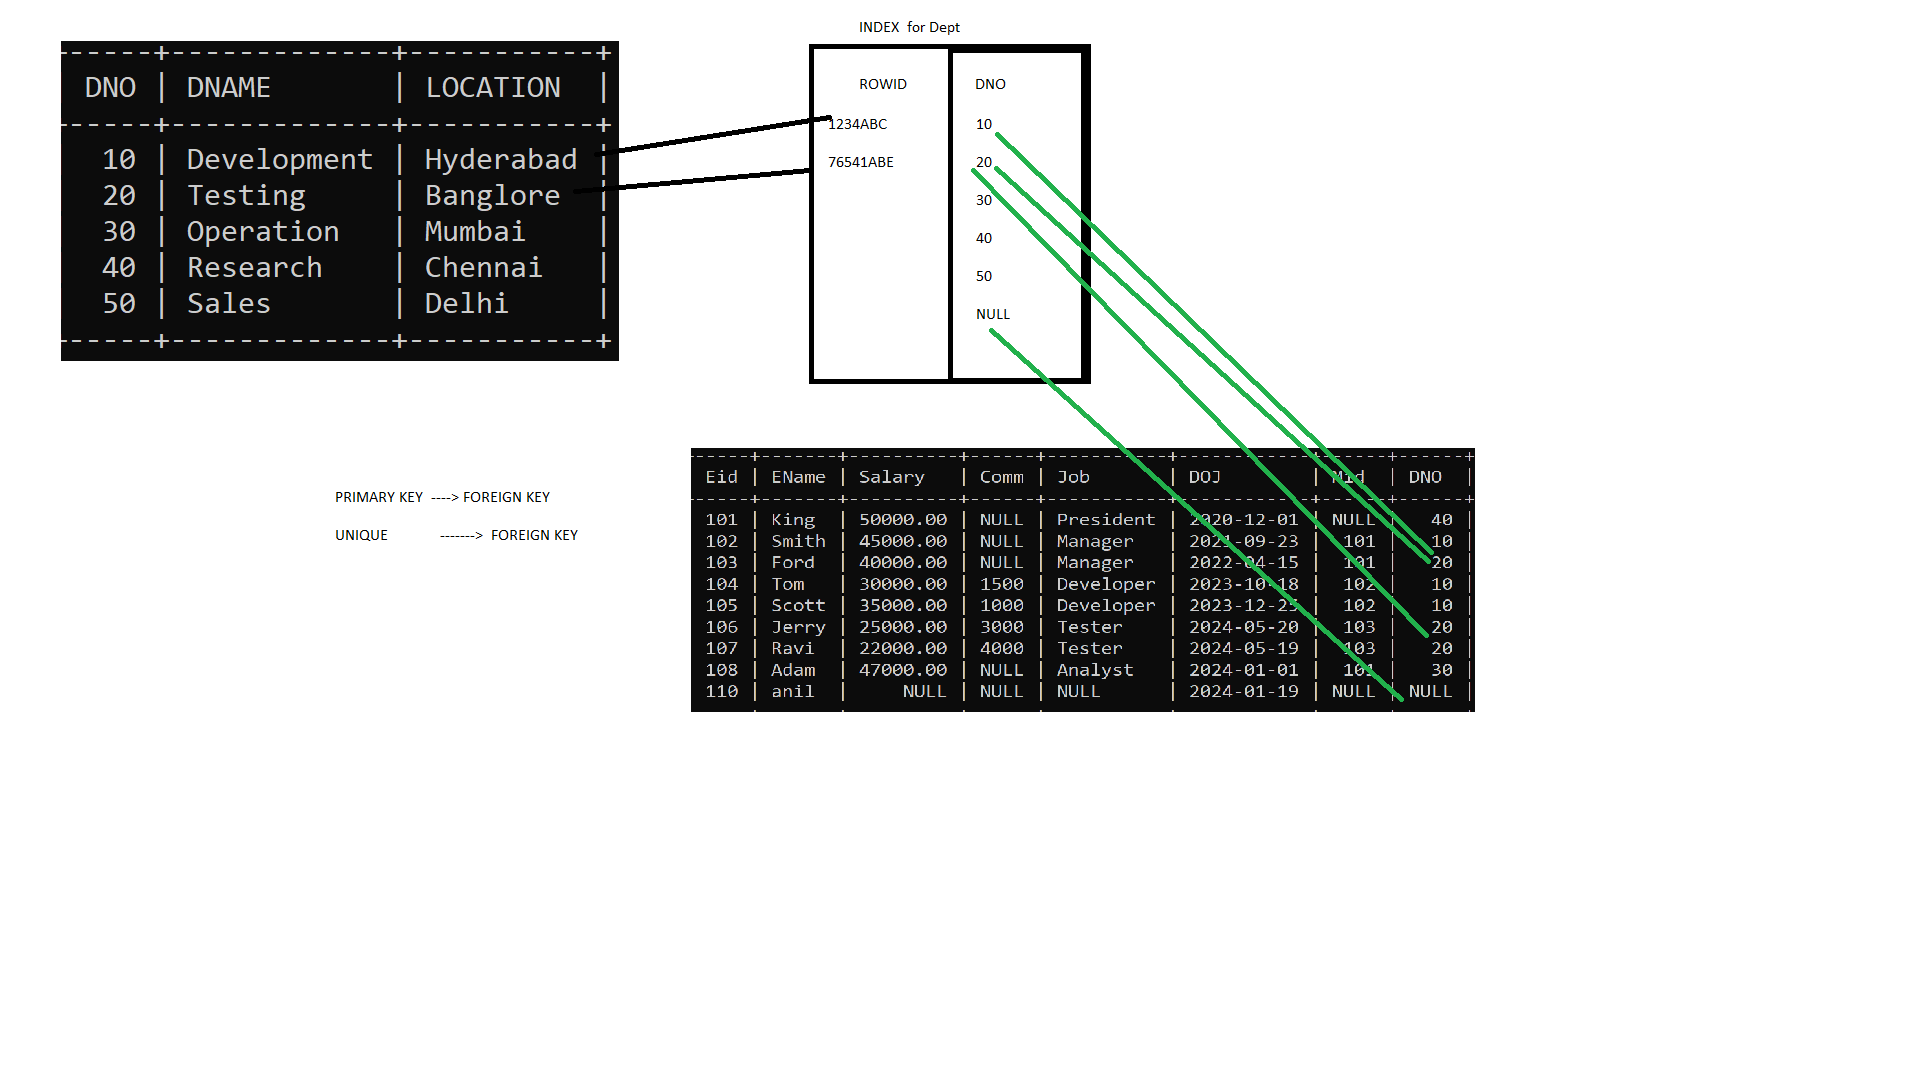 INDEX  for Dept
------+-------------+-----------+
DNO | DNAME | LOCATION |
------+-------------+-----------+
10 | Development | Hyderabad |
20 | Testing | Banglore |
30 | Operation | Mumbai |
40 | Research | Chennai |
50 | Sales | Delhi |
------+-------------+-----------+
ROWID DNO
1234ABC 10
76541ABE 20
30
40
50
NULL
PRIMARY KEY ----> FOREIGN KEY
UNIQUE -------> FOREIGN KEY
------+-------+----------+------+-----------+------------+------+------+
Eid | EName | Salary | Comm | Job | DOJ | Mid | DNO |
------+-------+----------+------+-----------+------------+------+------+
101 | King | 50000.00 | NULL | President | 2020-12-01 | NULL | 40 |
102 | Smith | 45000.00 | NULL | Manager | 2021-09-23 | 101 | 10 |
103 | Ford | 40000.00 | NULL | Manager | 2022-04-15 | 101 | 20 |
104 | Tom | 30000.00 | 1500 | Developer | 2023-10-18 | 102 | 10 |
105 | Scott | 35000.00 | 1000 | Developer | 2023-12-25 | 102 | 10 |
106 | Jerry | 25000.00 | 3000 | Tester | 2024-05-20 | 103 | 20 |
107 | Ravi | 22000.00 | 4000 | Tester | 2024-05-19 | 103 | 20 |
108 | Adam | 47000.00 | NULL | Analyst | 2024-01-01 | 101 | 30 |
110 | anil | NULL | NULL | NULL | 2024-01-19 | NULL | NULL |